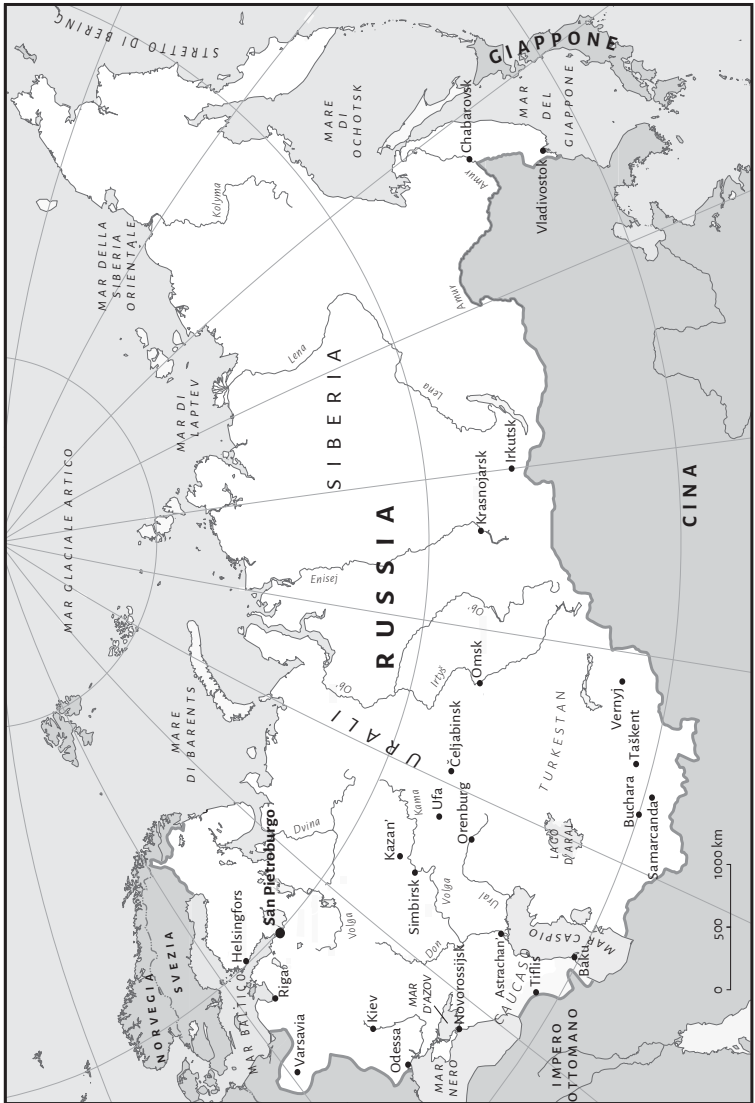 STRETTO DI BERING
GIAPPONE
MARE
DI
OCHOTSK
MAR
DEL
GIAPPONE
Chabarovsk
Vladivostok
Amur
Kolyma
MAR DELLA
SIBERIA
ORIENTALE
Amur
Lena
Lena
SIBERIA
MAR DI
LAPTEV
MAR GLACIALE ARTICO
Irkutsk
Krasnojarsk
CINA
RUSSIA
Enisej
Ob'
Ob'
Irtyš
Omsk
MARE
DI BARENTS
URALI
Čeljabinsk
Ufa
Orenburg
TURKESTAN
Vernyj
Taškent
Buchara
Samarcanda
LAGO
D'ARAL
Kama
Kazan'
Simbirsk
Volga
Ural
Dvina
San Pietroburgo
Helsingfors
Volga
Don
NORVEGIA
SVEZIA
MAR BALTICO
Riga
Varsavia
Kiev
Odessa
MAR
D'AZOV
Novorossijsk
MAR
NERO
Astrachan'
CAUCASO
Tiflis
Baku
MAR CASPIO
IMPERO
OTTOMANO
0 500 1000 km